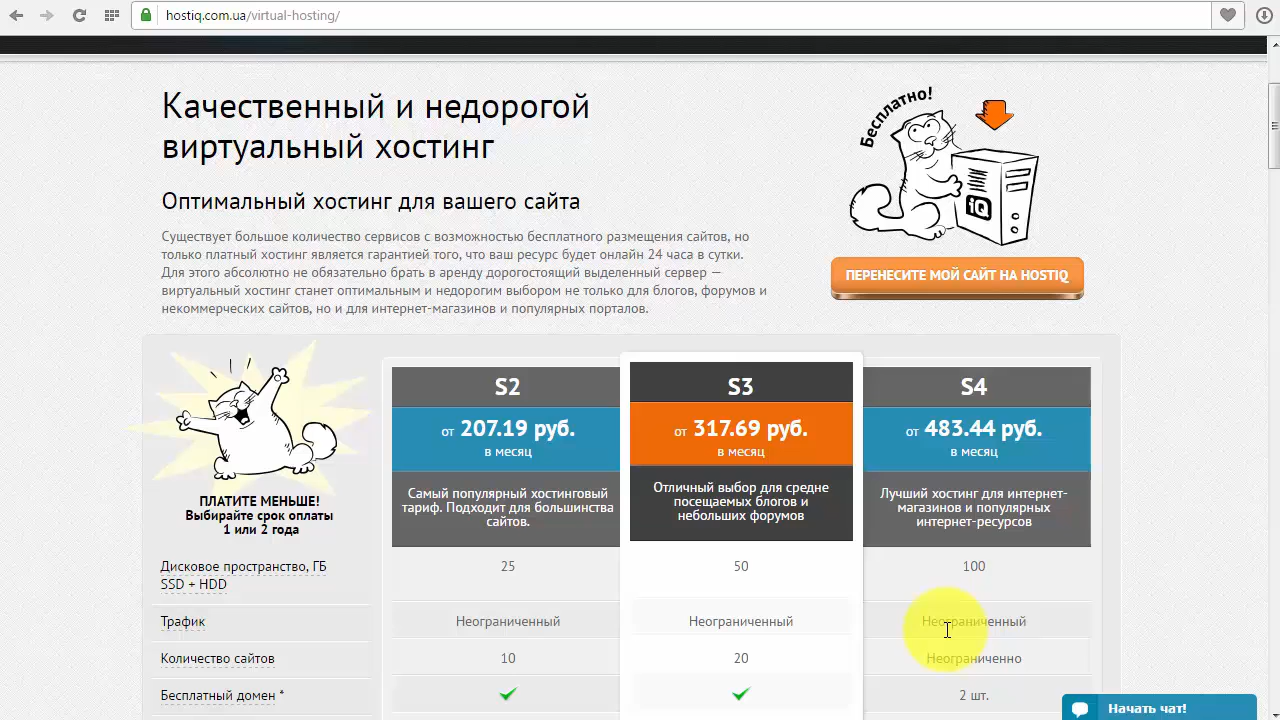 hostiq.com.ua/virtual-hosting/
Качественный и недорогой
виртуальный хостинг
Бесплатно!
iQ
Оптимальный хостинг для вашего сайта
Существует большое количество сервисов с возможностью бесплатного размещения сайтов, но
только платный хостинг является гарантией того, что ваш ресурс будет онлайн 24 часа в сутки.
Для этого абсолютно не обязательно брать в аренду дорогостоящий выделенный сервер —
виртуальный хостинг станет оптимальным и недорогим выбором не только для блогов, форумов и
некоммерческих сайтов, но и для интернет-магазинов и популярных порталов.
ПЕРЕНЕСИТЕ МОЙ САЙТ НА HOSTIQ
ПЛАТИТЕ МЕНЬШЕ!
Выбирайте срок оплаты
1 или 2 года
S2
от 207.19 руб.
в месяц
Самый популярный хостинговый
тариф. Подходит для большинства
сайтов.
S3
от 317.69 руб.
в месяц
Отличный выбор для средне
посещаемых блогов и
небольших форумов
S4
от 483.44 руб.
в месяц
Лучший хостинг для интернет-
магазинов и популярных
интернет-ресурсов
Дисковое пространство, ГБ
SSD + HDD
25 50 100
Трафик Неограниченный Неограниченный Неограниченный
Количество сайтов 10 20 Неограниченно
Бесплатный домен * 2 шт.
Начать чат!